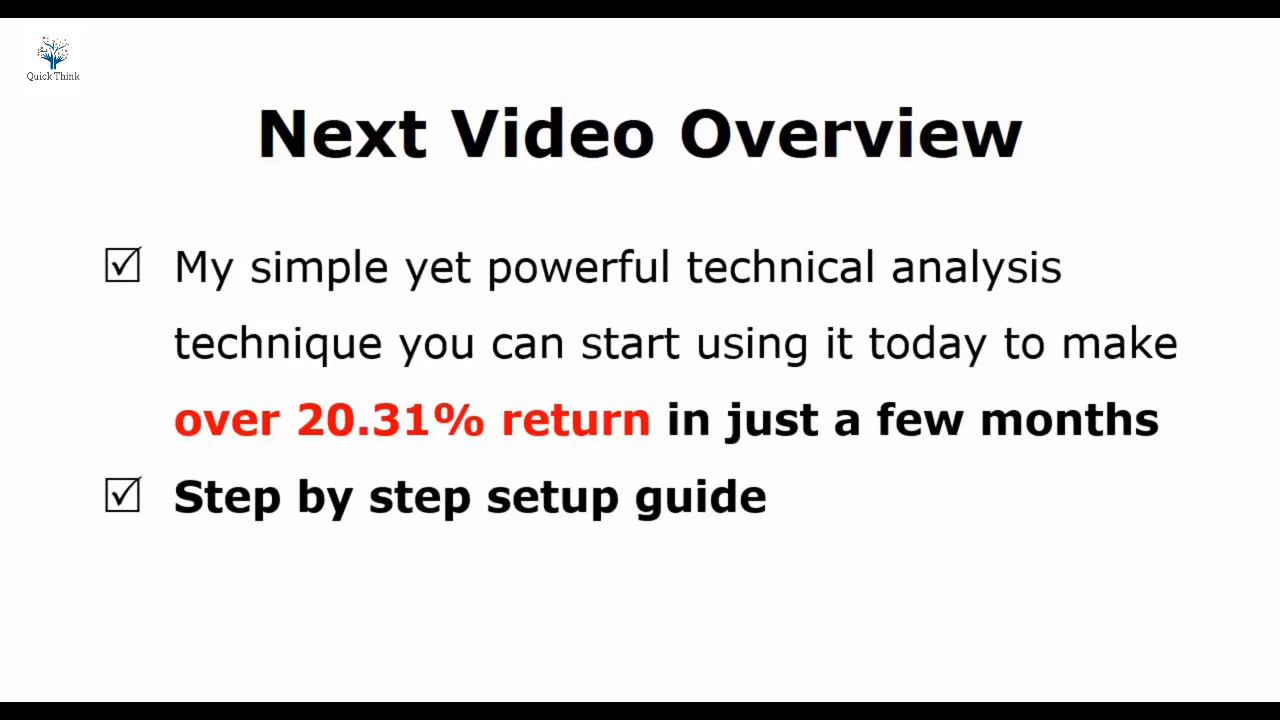 Quick Think
Next Video Overview
My simple yet powerful technical analysis
technique you can start using it today to make
over 20.31% return in just a few months
Step by step setup guide